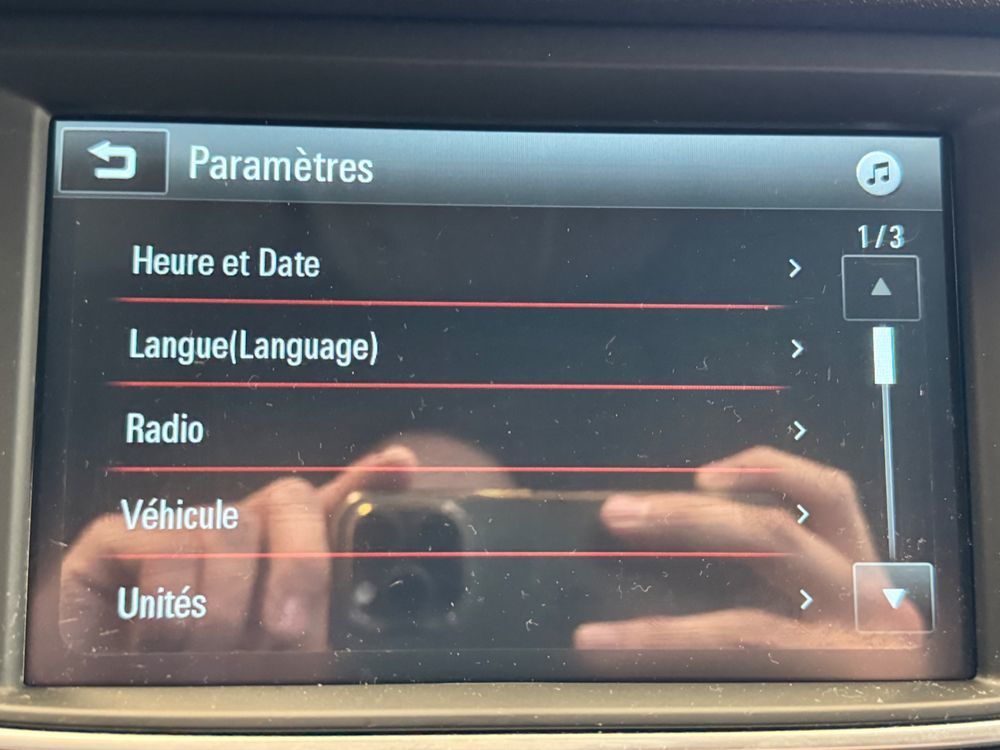 Paramètres
1/3
Heure et Date
Langue(Language)
Radio
Véhicule
Unités